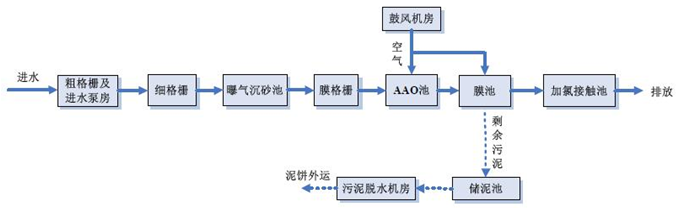 鼓风机房
空气
进水
粗格栅及
进水泵房
细格栅
曝气沉砂池
膜格栅
AAO池
膜池
加氯接触池
排放
剩余污泥
泥饼外运
污泥脱水机房
储泥池